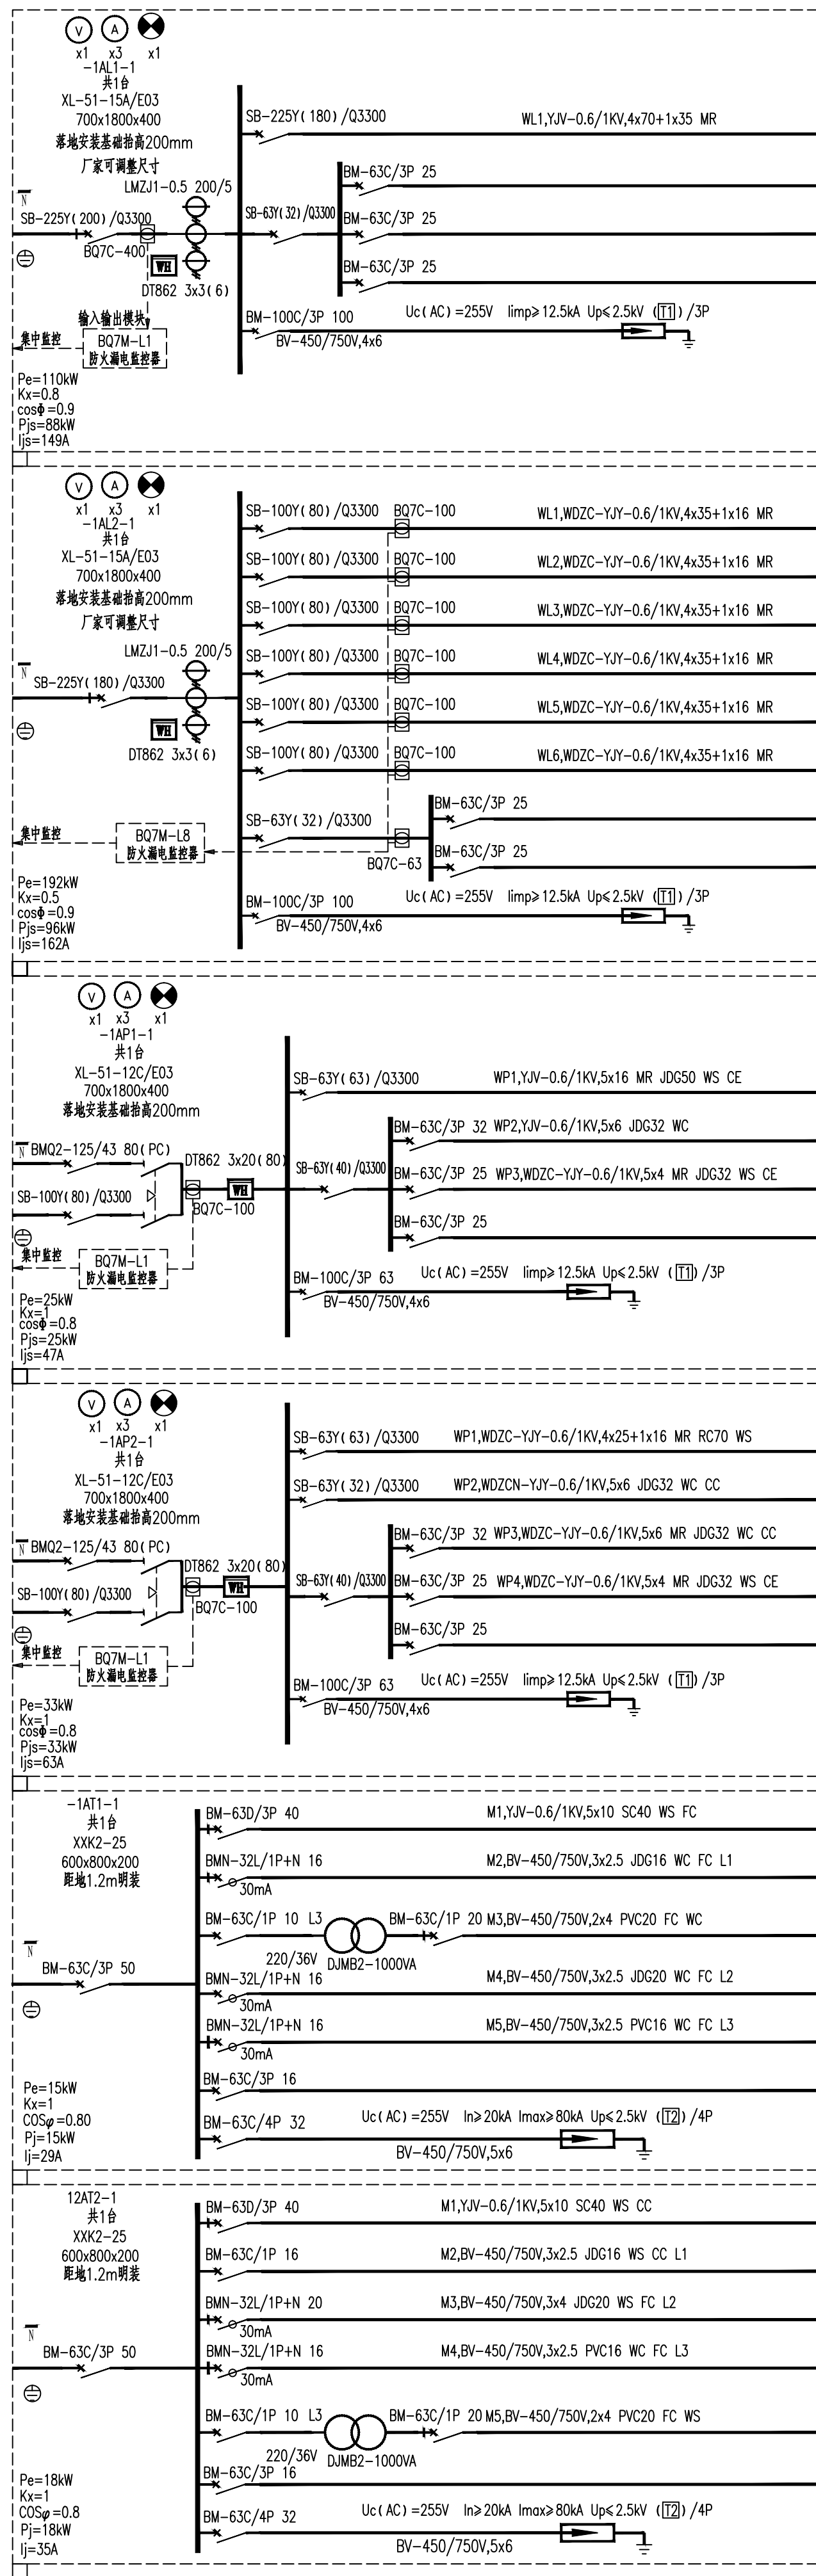 V A
x1 x3 x1
-1AL1-1
共1台
XL-51-15A/E03
700x1800x400
落地安装基础抬高200mm
厂家可调整尺寸
LMZJ1-0.5 200/5
N
SB-225Y(200)/Q3300
BQ7C-400
WH
DT862 3x3(6)
输入输出模块
集中监控
BQ7M-L1
防火漏电监控器
Pe=110kW
Kx=0.8
cosΦ=0.9
Pjs=88kW
Ijs=149A
SB-225Y(180)/Q3300 WL1,YJV-0.6/1KV,4x70+1x35 MR
BM-63C/3P 25
SB-63Y(32)/Q3300 BM-63C/3P 25
BM-63C/3P 25
BM-100C/3P 100 Uc(AC)=255V Iimp≥12.5kA Up≤2.5kV (T1)/3P
BV-450/750V,4x6
V A
x1 x3 x1
-1AL2-1
共1台
XL-51-15A/E03
700x1800x400
落地安装基础抬高200mm
厂家可调整尺寸
LMZJ1-0.5 200/5
N
SB-225Y(180)/Q3300
WH
DT862 3x3(6)
集中监控
BQ7M-L8
防火漏电监控器
Pe=192kW
Kx=0.5
cosΦ=0.9
Pjs=96kW
Ijs=162A
SB-100Y(80)/Q3300 BQ7C-100 WL1,WDZC-YJY-0.6/1KV,4x35+1x16 MR
SB-100Y(80)/Q3300 BQ7C-100 WL2,WDZC-YJY-0.6/1KV,4x35+1x16 MR
SB-100Y(80)/Q3300 BQ7C-100 WL3,WDZC-YJY-0.6/1KV,4x35+1x16 MR
SB-100Y(80)/Q3300 BQ7C-100 WL4,WDZC-YJY-0.6/1KV,4x35+1x16 MR
SB-100Y(80)/Q3300 BQ7C-100 WL5,WDZC-YJY-0.6/1KV,4x35+1x16 MR
SB-100Y(80)/Q3300 BQ7C-100 WL6,WDZC-YJY-0.6/1KV,4x35+1x16 MR
BM-63C/3P 25
SB-63Y(32)/Q3300
BQ7C-63
BM-63C/3P 25
BM-100C/3P 100 Uc(AC)=255V Iimp≥12.5kA Up≤2.5kV (T1)/3P
BV-450/750V,4x6
V A
x1 x3 x1
-1AP1-1
共1台
XL-51-12C/E03
700x1800x400
落地安装基础抬高200mm
N BMQ2-125/43 80(PC)
SB-100Y(80)/Q3300
DT862 3x20(80)
WH
BQ7C-100
集中监控
BQ7M-L1
防火漏电监控器
Pe=25kW
Kx=1
cosΦ=0.8
Pjs=25kW
Ijs=47A
SB-63Y(63)/Q3300 WP1,YJV-0.6/1KV,5x16 MR JDG50 WS CE
BM-63C/3P 32 WP2,YJV-0.6/1KV,5x6 JDG32 WC
SB-63Y(40)/Q3300 BM-63C/3P 25 WP3,WDZC-YJY-0.6/1KV,5x4 MR JDG32 WS CE
BM-63C/3P 25
BM-100C/3P 63 Uc(AC)=255V Iimp≥12.5kA Up≤2.5kV (T1)/3P
BV-450/750V,4x6
V A
x1 x3 x1
-1AP2-1
共1台
XL-51-12C/E03
700x1800x400
落地安装基础抬高200mm
N BMQ2-125/43 80(PC)
SB-100Y(80)/Q3300
DT862 3x20(80)
WH
BQ7C-100
集中监控
BQ7M-L1
防火漏电监控器
Pe=33kW
Kx=1
cosΦ=0.8
Pjs=33kW
Ijs=63A
SB-63Y(63)/Q3300 WP1,WDZC-YJY-0.6/1KV,4x25+1x16 MR RC70 WS
SB-63Y(32)/Q3300 WP2,WDZCN-YJY-0.6/1KV,5x6 JDG32 WC CC
BM-63C/3P 32 WP3,WDZC-YJY-0.6/1KV,5x6 MR JDG32 WC CC
SB-63Y(40)/Q3300 BM-63C/3P 25 WP4,WDZC-YJY-0.6/1KV,5x4 MR JDG32 WS CE
BM-63C/3P 25
BM-100C/3P 63 Uc(AC)=255V Iimp≥12.5kA Up≤2.5kV (T1)/3P
BV-450/750V,4x6
-1AT1-1
共1台
XXK2-25
600x800x200
距地1.2m明装
N
BM-63C/3P 50
Pe=15kW
Kx=1
COSφ=0.80
Pj=15kW
Ij=29A
BM-63D/3P 40 M1,YJV-0.6/1KV,5x10 SC40 WS FC
BMN-32L/1P+N 16 M2,BV-450/750V,3x2.5 JDG16 WC FC L1
30mA
BM-63C/1P 10 L3 BM-63C/1P 20 M3,BV-450/750V,2x4 PVC20 FC WC
220/36V DJMB2-1000VA
BMN-32L/1P+N 16 M4,BV-450/750V,3x2.5 JDG20 WC FC L2
30mA
BMN-32L/1P+N 16 M5,BV-450/750V,3x2.5 PVC16 WC FC L3
30mA
BM-63C/3P 16
BM-63C/4P 32 Uc(AC)=255V In≥20kA Imax≥80kA Up≤2.5kV (T2)/4P
BV-450/750V,5x6
12AT2-1
共1台
XXK2-25
600x800x200
距地1.2m明装
N
BM-63C/3P 50
Pe=18kW
Kx=1
COSφ=0.8
Pj=18kW
Ij=35A
BM-63D/3P 40 M1,YJV-0.6/1KV,5x10 SC40 WS CC
BM-63C/1P 16 M2,BV-450/750V,3x2.5 JDG16 WS CC L1
BMN-32L/1P+N 20 M3,BV-450/750V,3x4 JDG20 WS FC L2
30mA
BMN-32L/1P+N 16 M4,BV-450/750V,3x2.5 PVC16 WC FC L3
30mA
BM-63C/1P 10 L3 BM-63C/1P 20 M5,BV-450/750V,2x4 PVC20 FC WS
220/36V DJMB2-1000VA
BM-63C/3P 16
BM-63C/4P 32 Uc(AC)=255V In≥20kA Imax≥80kA Up≤2.5kV (T2)/4P
BV-450/750V,5x6